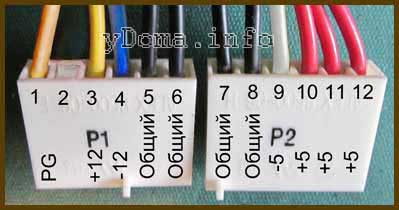 yDoma.info
1 2 3 4 5 6
P1
PG +12 -12 Общий Общий
7 8 9 10 11 12
P2
Общий Общий -5 +5 +5 +5